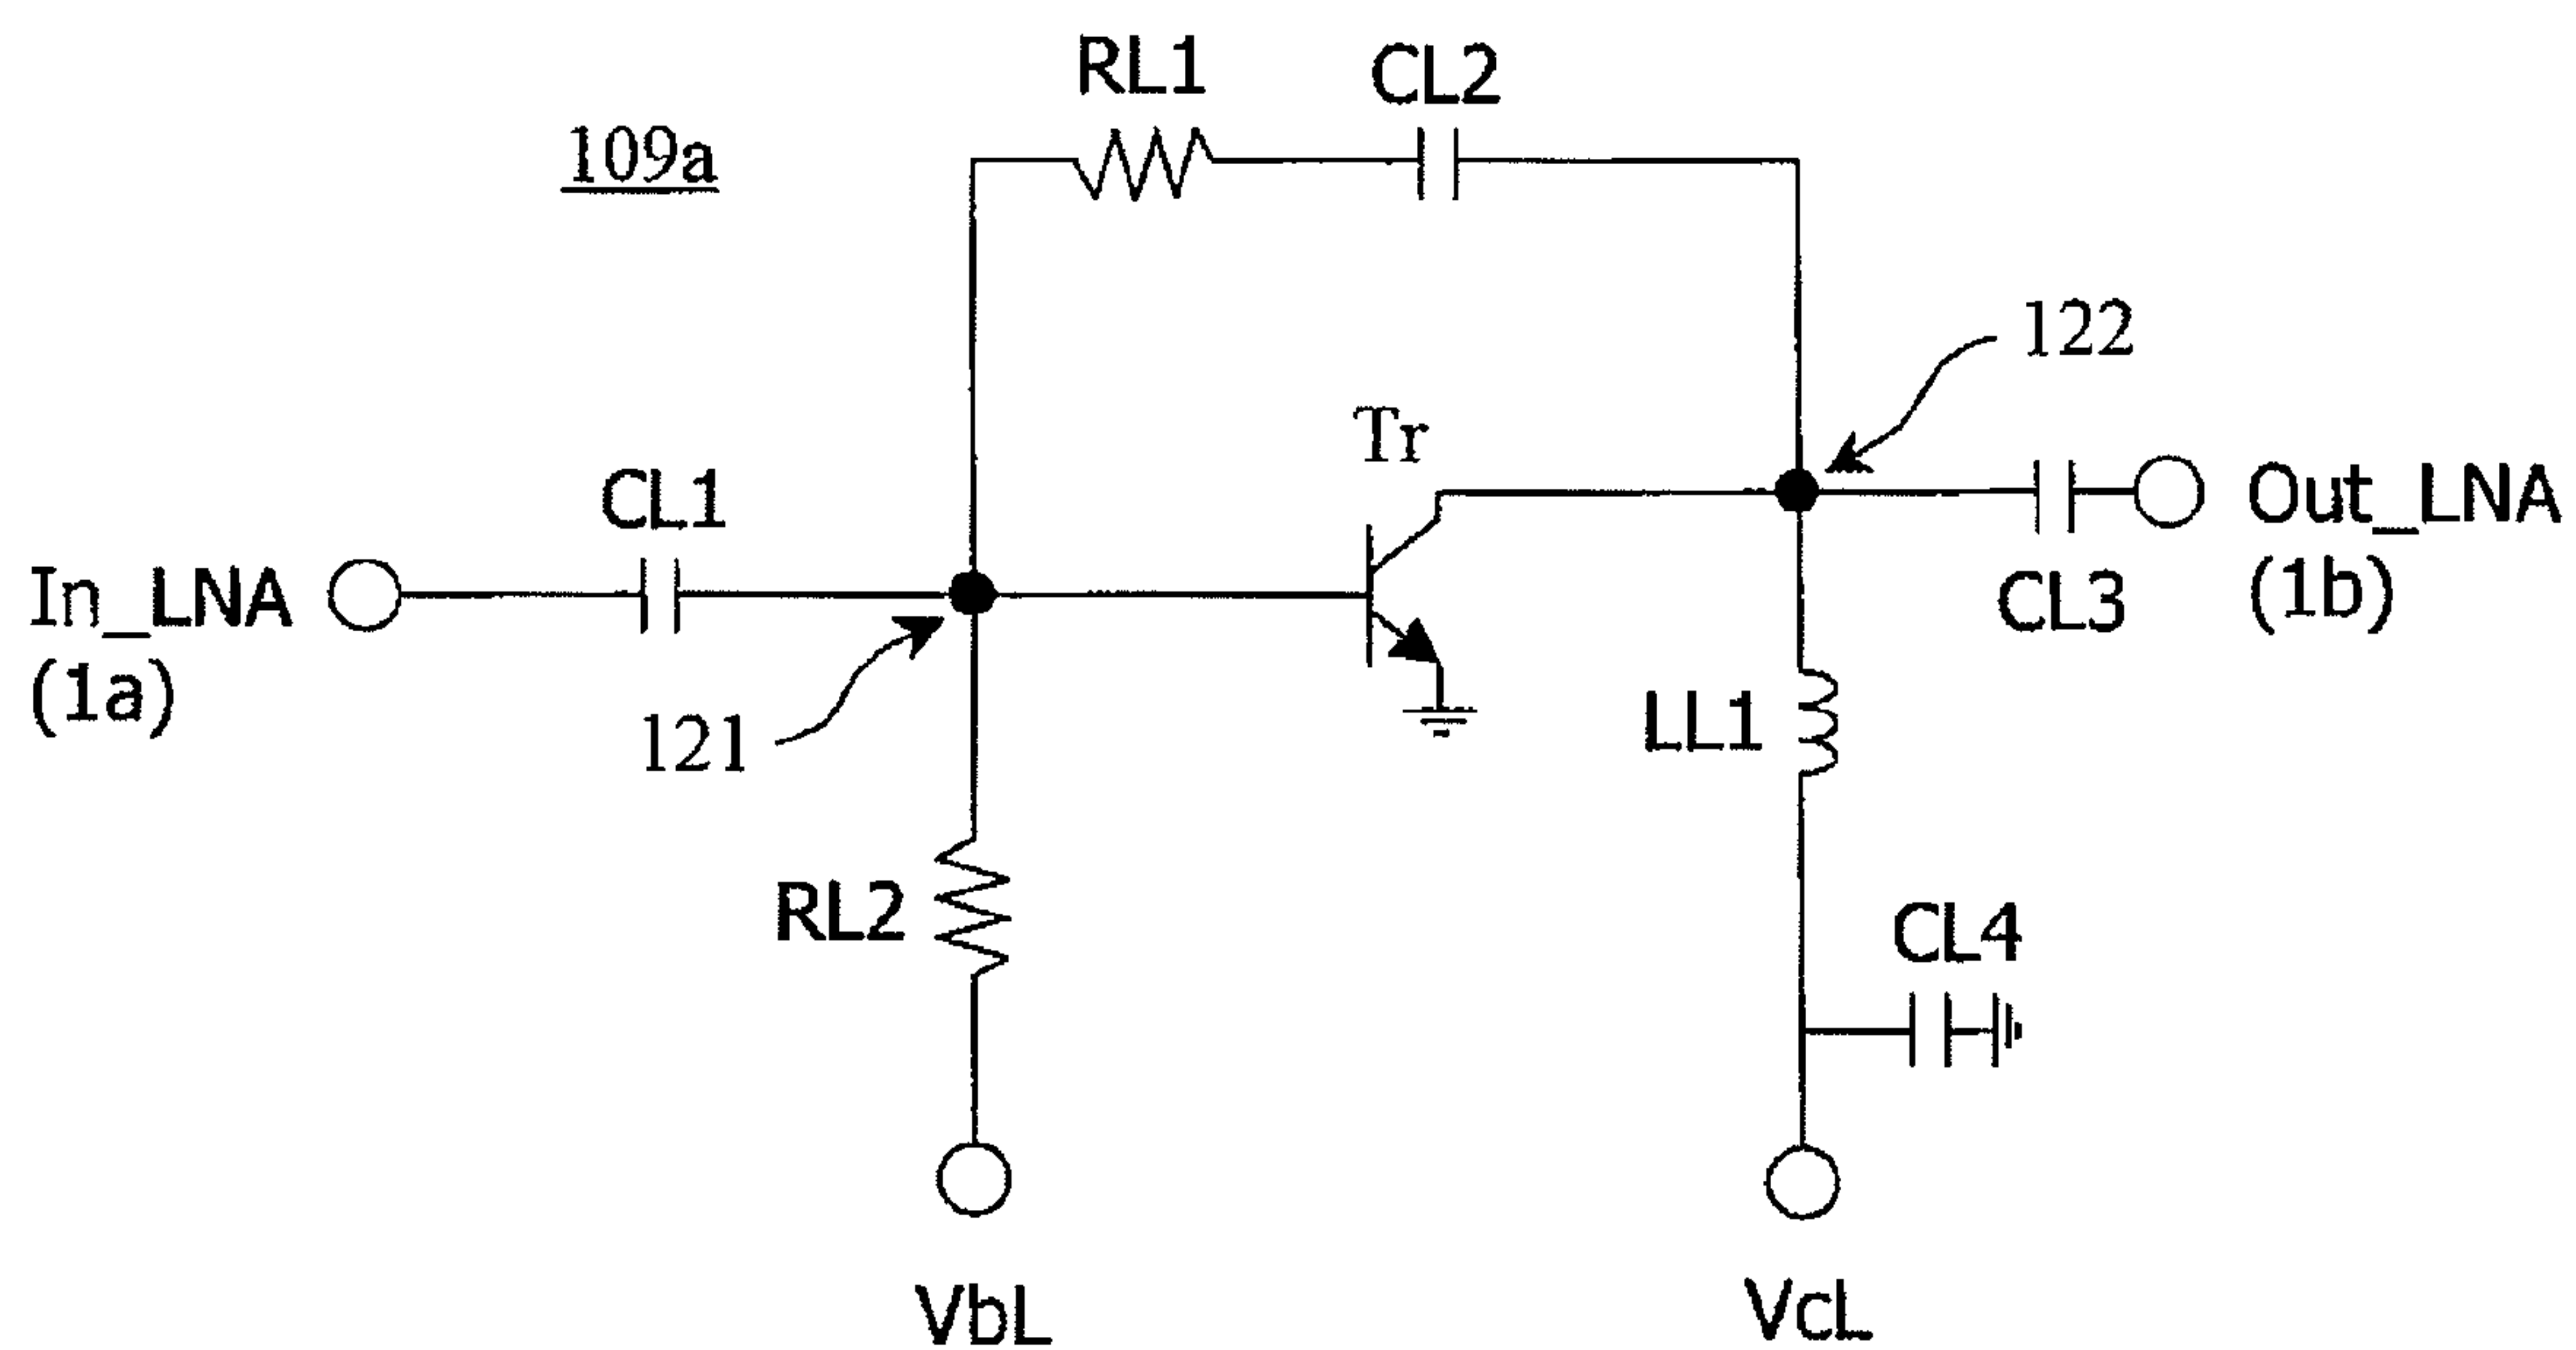 RL1
CL2
109a
122
Tr
CL1
In_LNA
(1a)
Out_LNA
(1b)
CL3
121
LL1
RL2
CL4
VbL
VcL